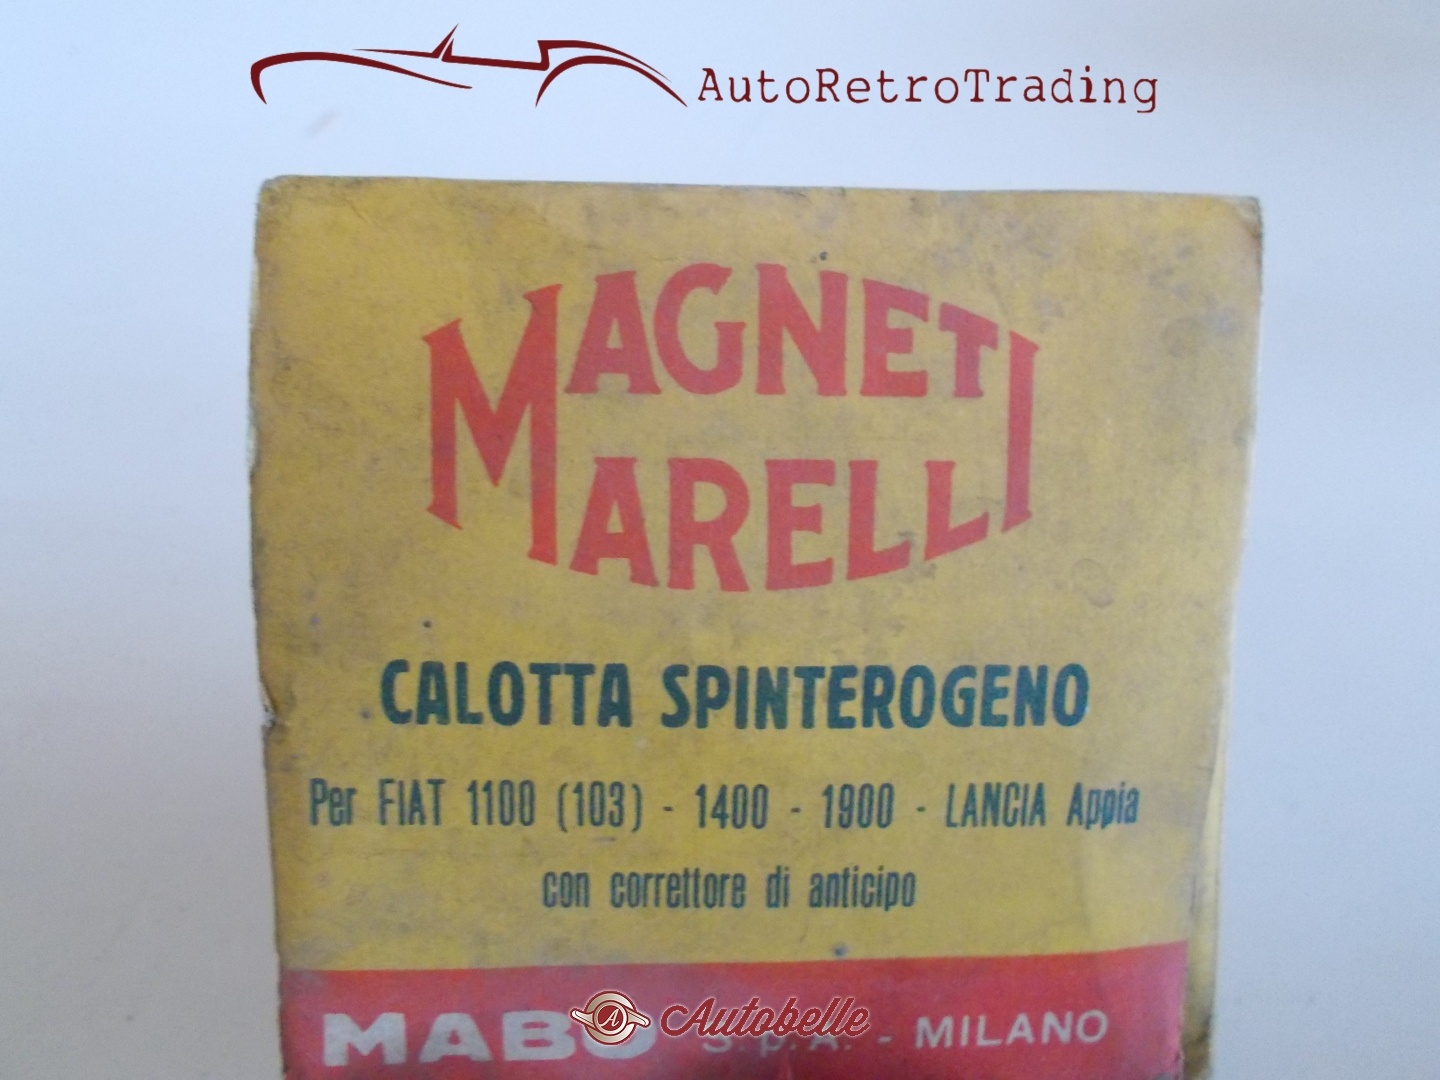 AutoRetroTrading
MAGNETI
MARELLI
CALOTTA SPINTEROGENO
Per FIAT 1100 (103) - 1400 - 1900 - LANCIA Appia
con correttore di anticipo
MABO S.p.A. - MILANO
A Autobelle